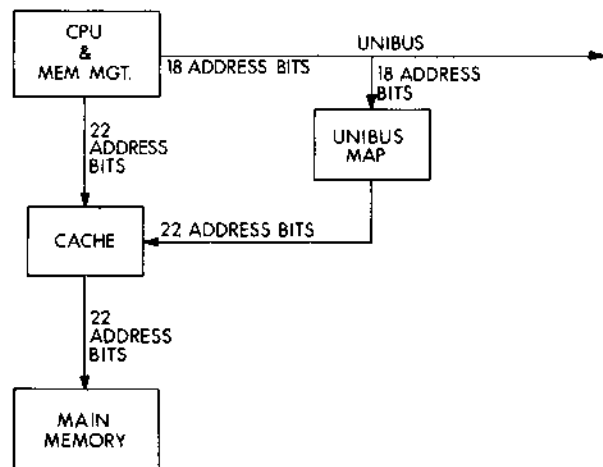 CPU
&
MEM MGT.
UNIBUS
18 ADDRESS BITS
18 ADDRESS
BITS
22
ADDRESS
BITS
UNIBUS
MAP
CACHE
22 ADDRESS BITS
22
ADDRESS
BITS
MAIN
MEMORY